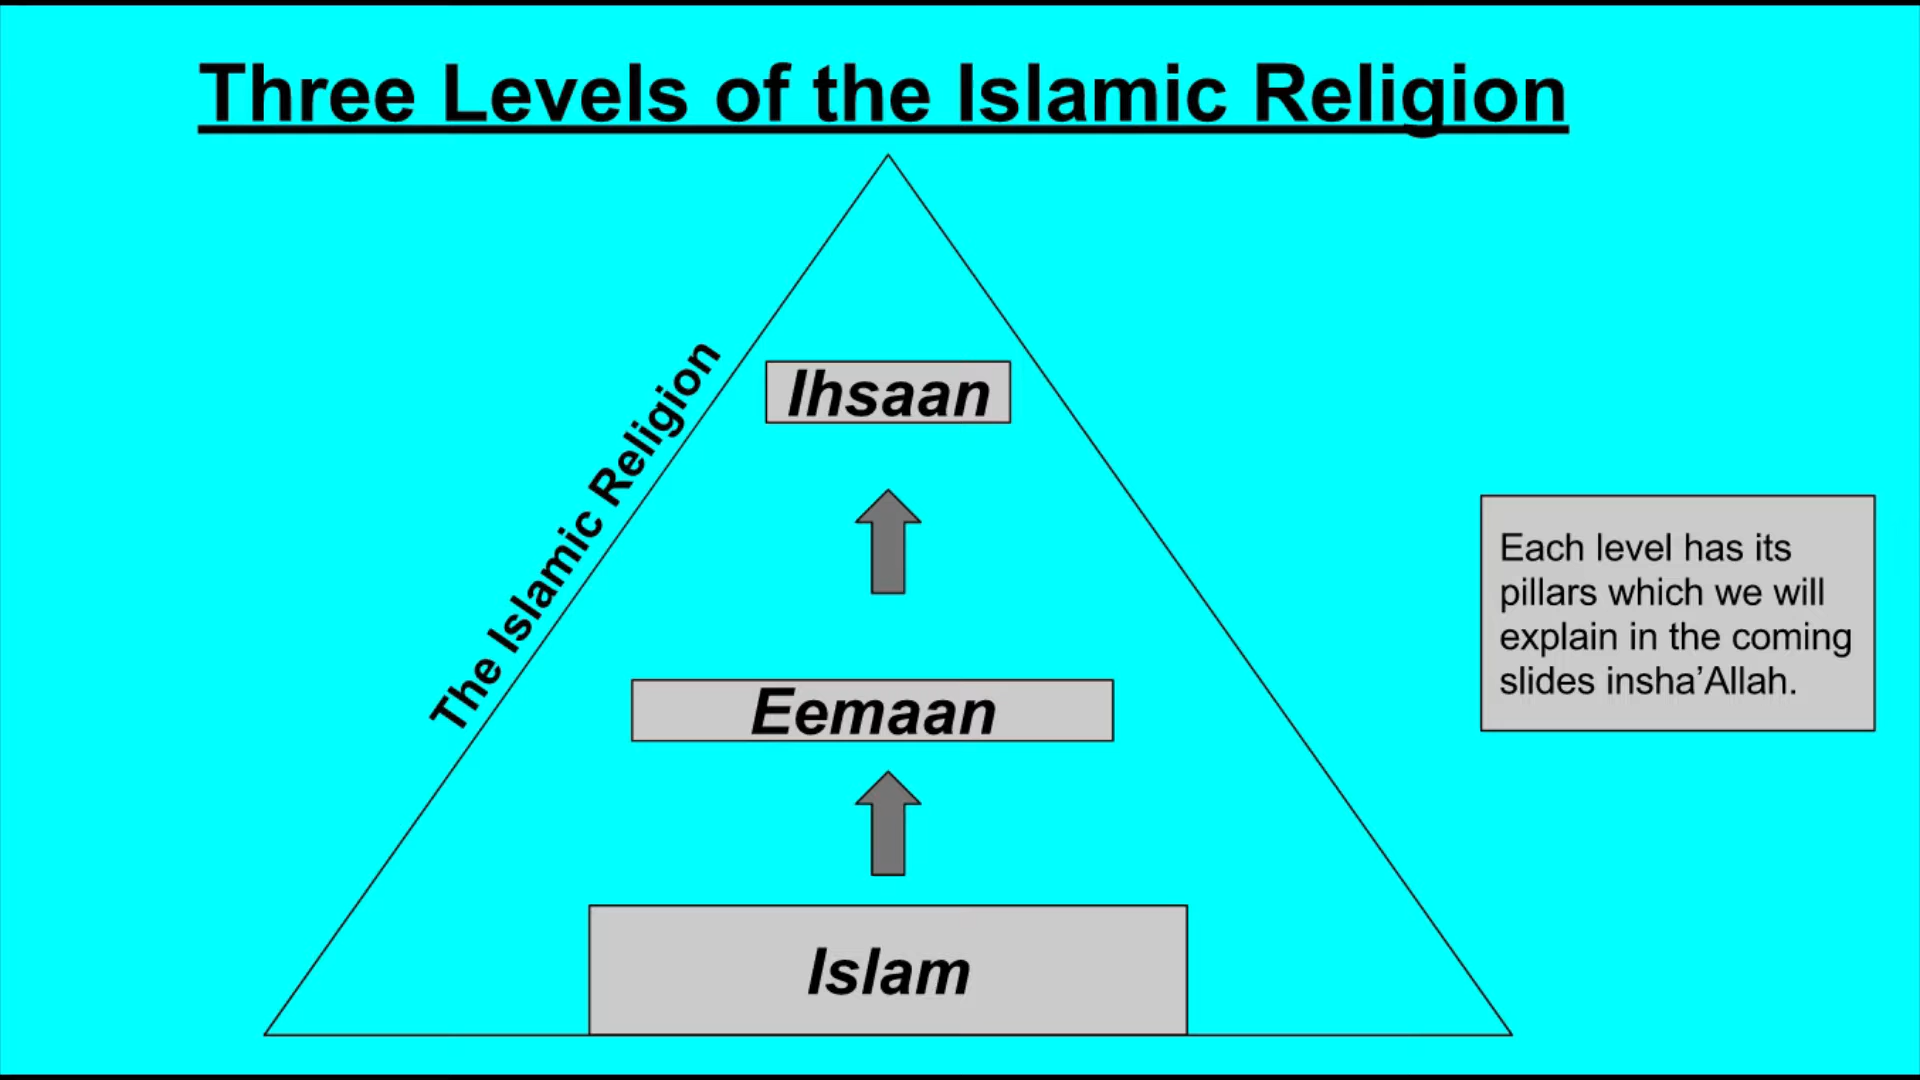 Three Levels of the Islamic Religion
The Islamic Religion
Ihsaan
Eemaan
Islam
Each level has its
pillars which we will
explain in the coming
slides insha’Allah.